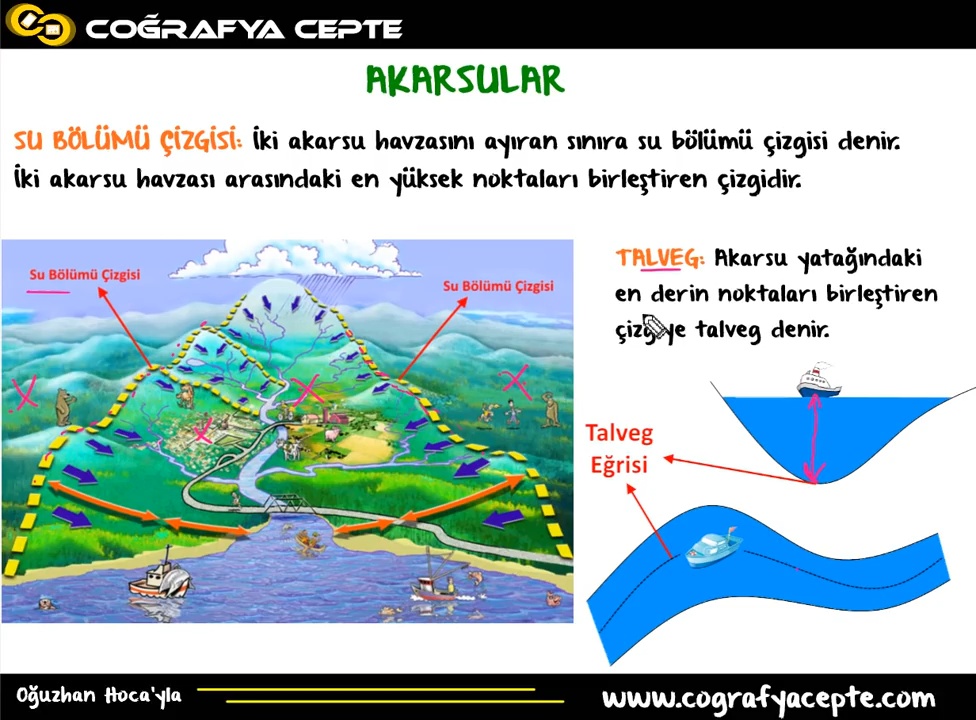 COĞRAFYA CEPTE
AKARSULAR
SU BÖLÜMÜ ÇİZGİSİ: İki akarsu havzasını ayıran sınıra su bölümü çizgisi denir.
İki akarsu havzası arasındaki en yüksek noktaları birleştiren çizgidir.
Su Bölümü Çizgisi
Su Bölümü Çizgisi
TALVEG: Akarsu yatağındaki
en derin noktaları birleştiren
çizgiye talveg denir.
Talveg
Eğrisi
Oğuzhan Hoca'yla
www.cografyacepte.com